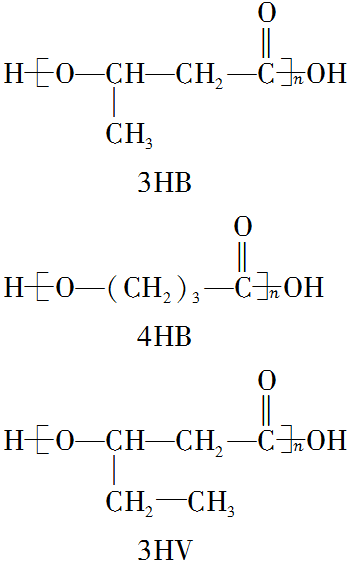 O
H—[O—CH—CH₂—C]ₙOH
CH₃
3HB
O
H—[O—(CH₂)₃—C]ₙOH
4HB
O
H—[O—CH—CH₂—C]ₙOH
CH₂—CH₃
3HV